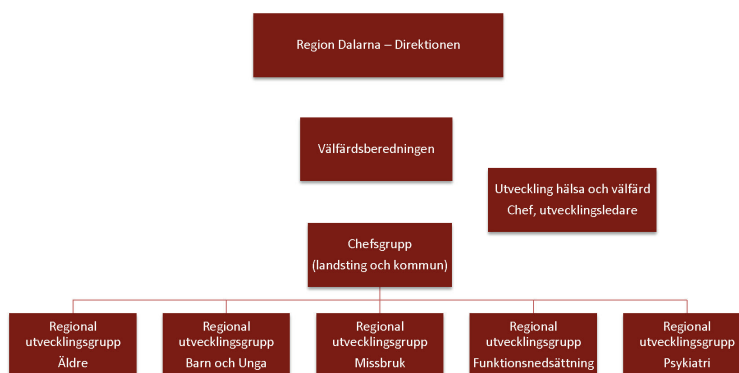 Region Dalarna – Direktionen
Välfärdsberedningen
Utveckling hälsa och välfärd
Chef, utvecklingsledare
Chefsgrupp
(landsting och kommun)
Regional
utvecklingsgrupp
Äldre
Regional
utvecklingsgrupp
Barn och Unga
Regional
utvecklingsgrupp
Missbruk
Regional
utvecklingsgrupp
Funktionsnedsättning
Regional
utvecklingsgrupp
Psykiatri